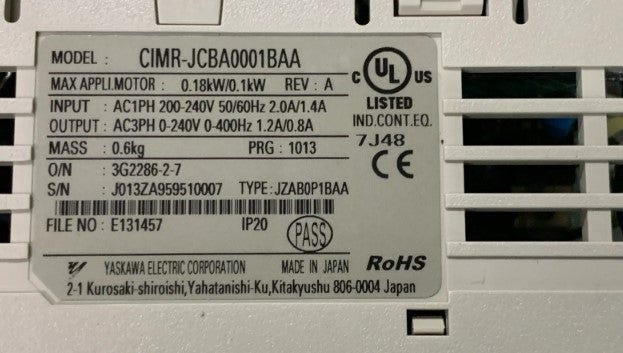 MODEL : CIMR-JCBA0001BAA
MAX APPLI.MOTOR : 0.18kW/0.1kW REV : A
INPUT : AC1PH 200-240V 50/60Hz 2.0A/1.4A
OUTPUT : AC3PH 0-240V 0-400Hz 1.2A/0.8A
MASS : 0.6kg PRG : 1013
O/N : 3G2286-2-7
S/N : J013ZA959510007 TYPE : JZAB0P1BAA
FILE NO : E131457 IP20 PASS
YASKAWA ELECTRIC CORPORATION MADE IN JAPAN RoHS
2-1 Kurosaki-shiroishi,Yahatanishi-Ku,Kitakyushu 806-0004 Japan
C UL US
LISTED
IND.CONT.EQ.
7J48
CE